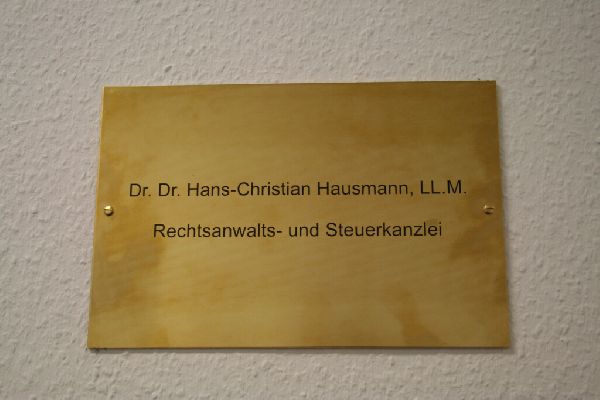 Dr. Dr. Hans-Christian Hausmann, LL.M.
Rechtsanwalts- und Steuerkanzlei